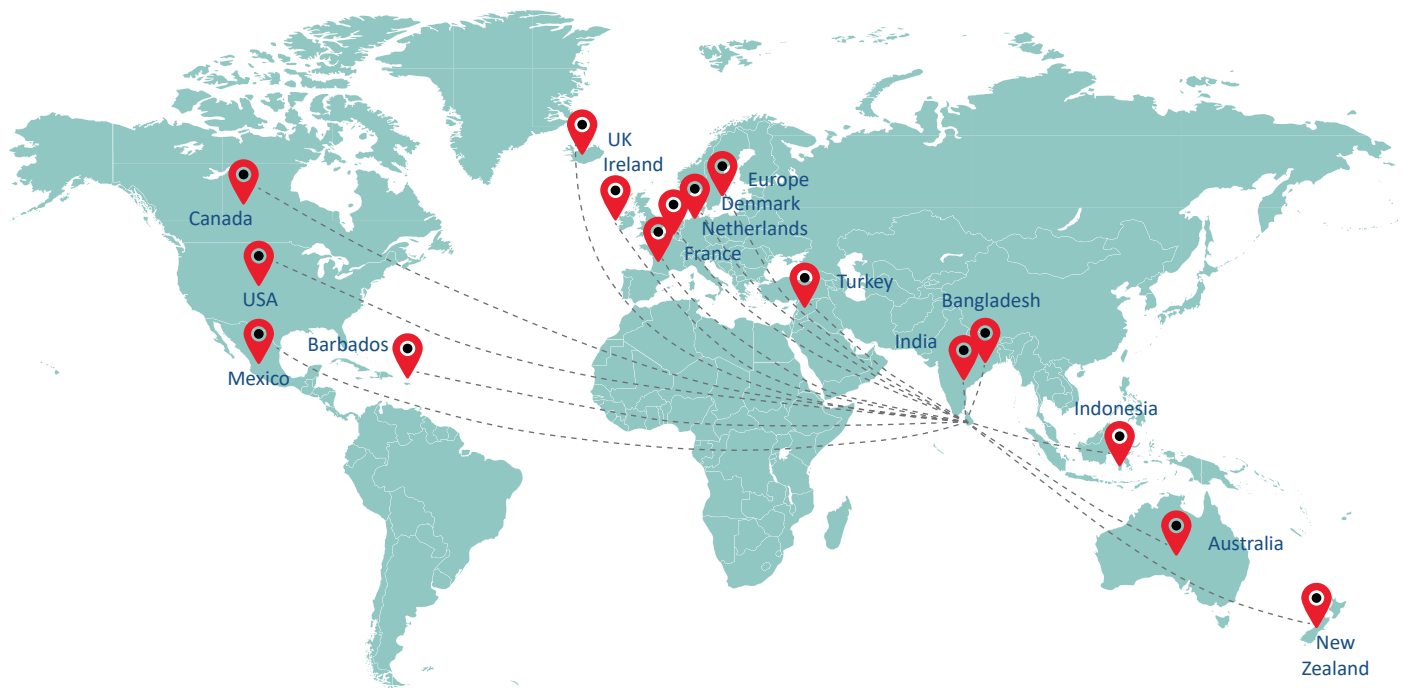 UK
Ireland
Europe
Canada
Denmark
Netherlands
France
Turkey
USA
Bangladesh
India
Barbados
Mexico
Indonesia
Australia
New
Zealand